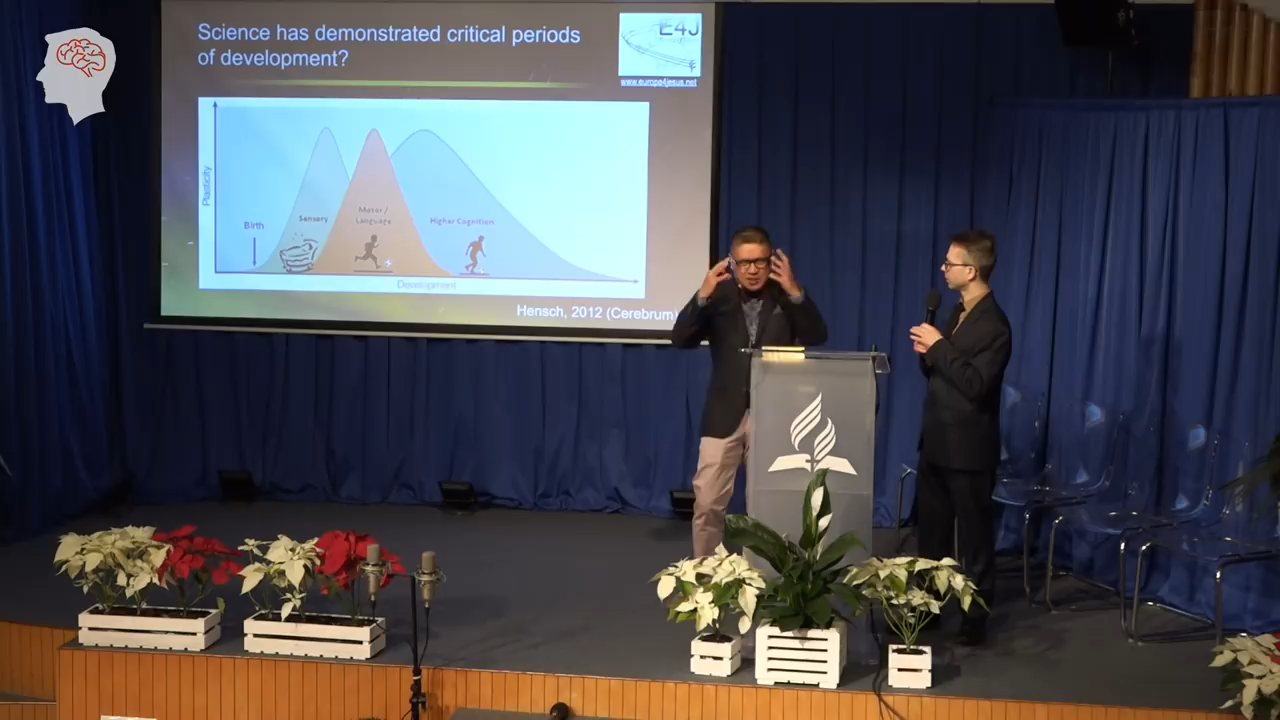 Science has demonstrated critical periods
of development?
E4J
www.europe4jesus.net
Plasticity
Birth
Sensory
Motor /
Language
Higher Cognition
Development
Hensch, 2012 (Cerebrum)